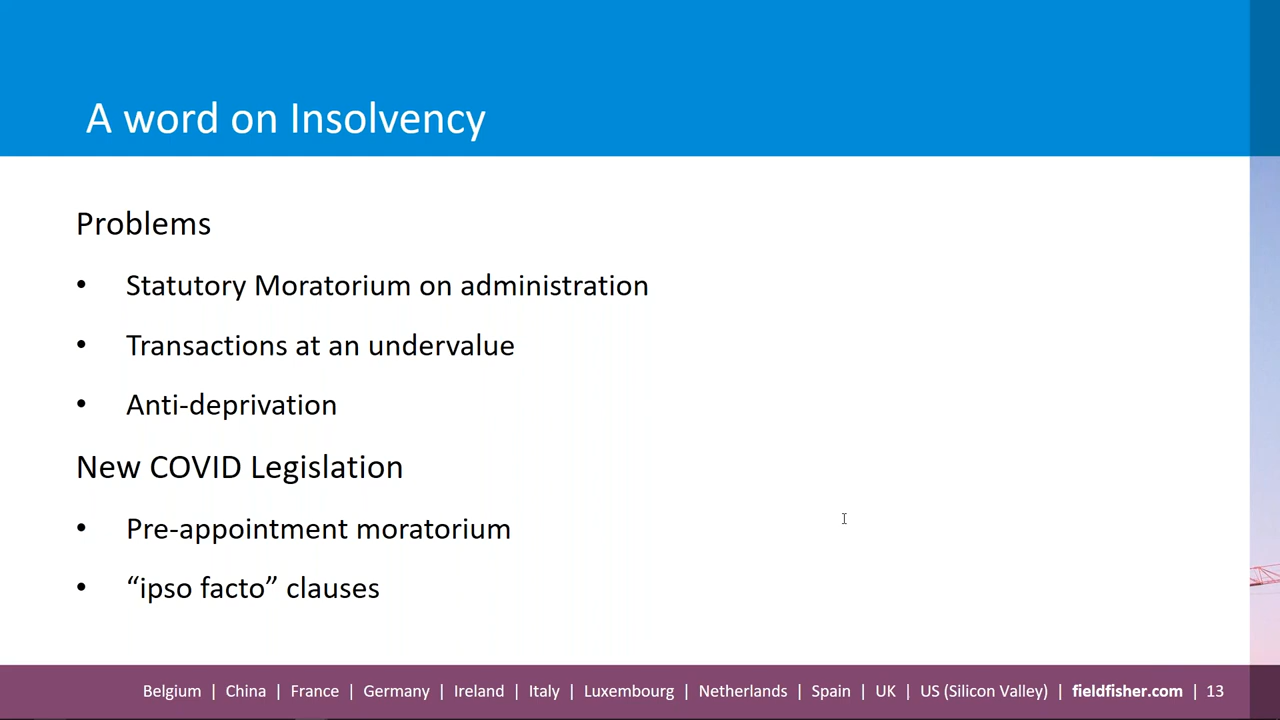 A word on Insolvency
Problems
• Statutory Moratorium on administration
• Transactions at an undervalue
• Anti-deprivation
New COVID Legislation
• Pre-appointment moratorium
• “ipso facto” clauses
Belgium | China | France | Germany | Ireland | Italy | Luxembourg | Netherlands | Spain | UK | US (Silicon Valley) | fieldfisher.com | 13